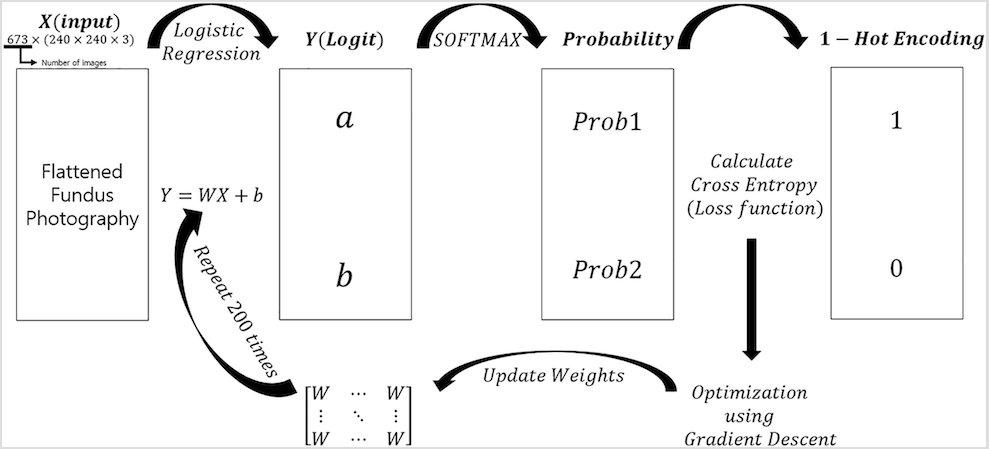 X(input)
673 × (240 × 240 × 3)
Number of Images
Logistic
Regression
Y(Logit)
SOFTMAX
Probability
1 − Hot Encoding
Flattened
Fundus
Photography
Y = WX + b
a
b
Prob1
Prob2
Calculate
Cross Entropy
(Loss function)
1
0
Repeat 200 times
Update Weights
W ⋯ W
⋮ ⋱ ⋮
W ⋯ W
Optimization
using
Gradient Descent